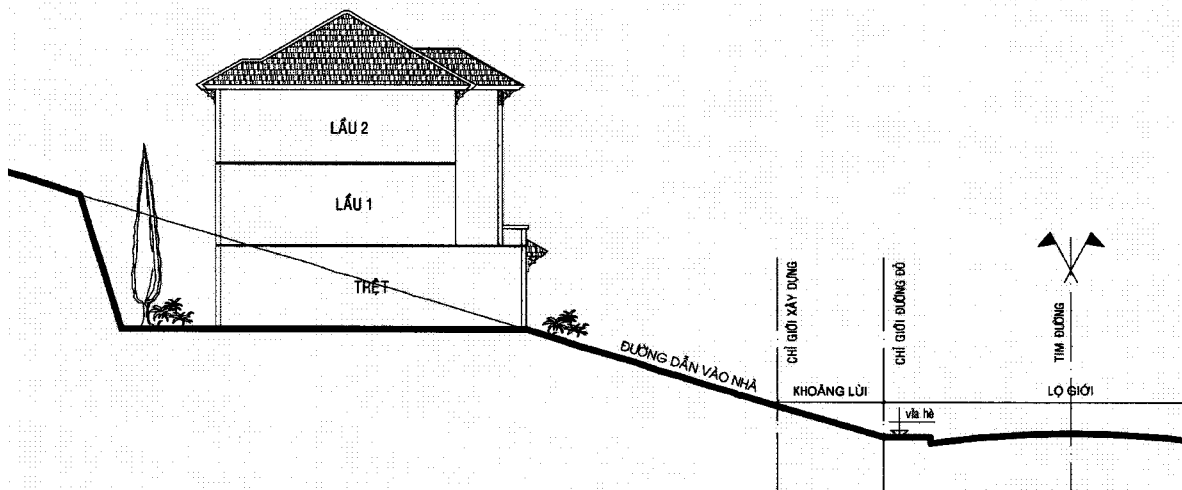 LẦU 2
LẦU 1
TRỆT
ĐƯỜNG DẪN VÀO NHÀ
CHỈ GIỚI XÂY DỰNG
CHỈ GIỚI ĐƯỜNG ĐỎ
TIM ĐƯỜNG
KHOẢNG LÙI
LỘ GIỚI
vỉa hè